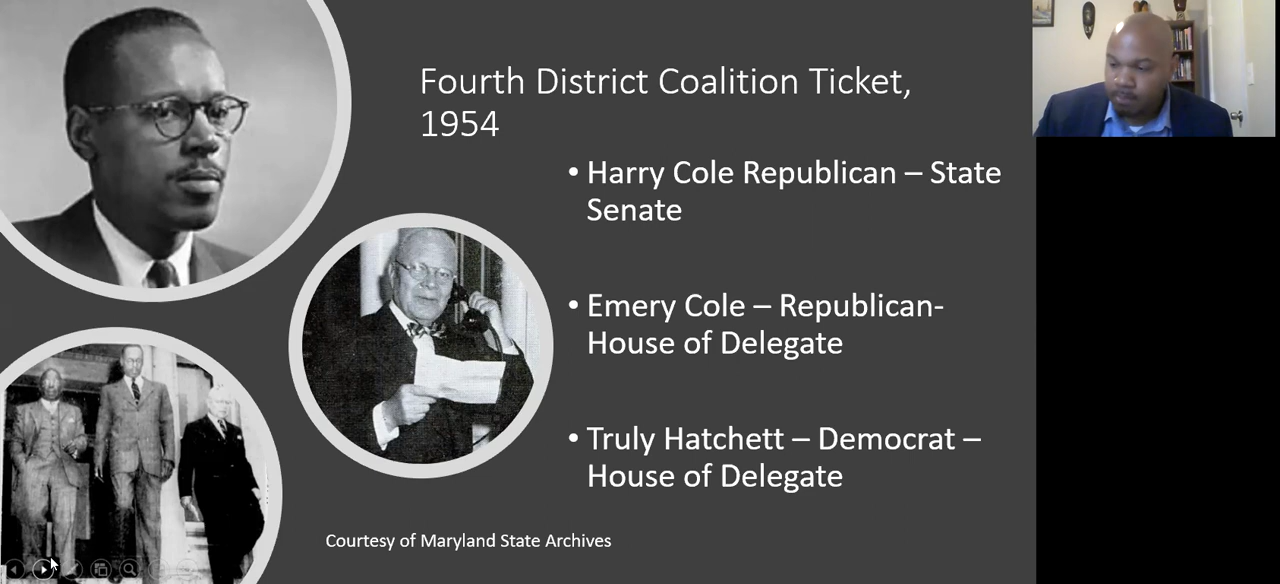 Fourth District Coalition Ticket,
1954
• Harry Cole Republican – State
Senate
• Emery Cole – Republican-
House of Delegate
• Truly Hatchett – Democrat –
House of Delegate
Courtesy of Maryland State Archives